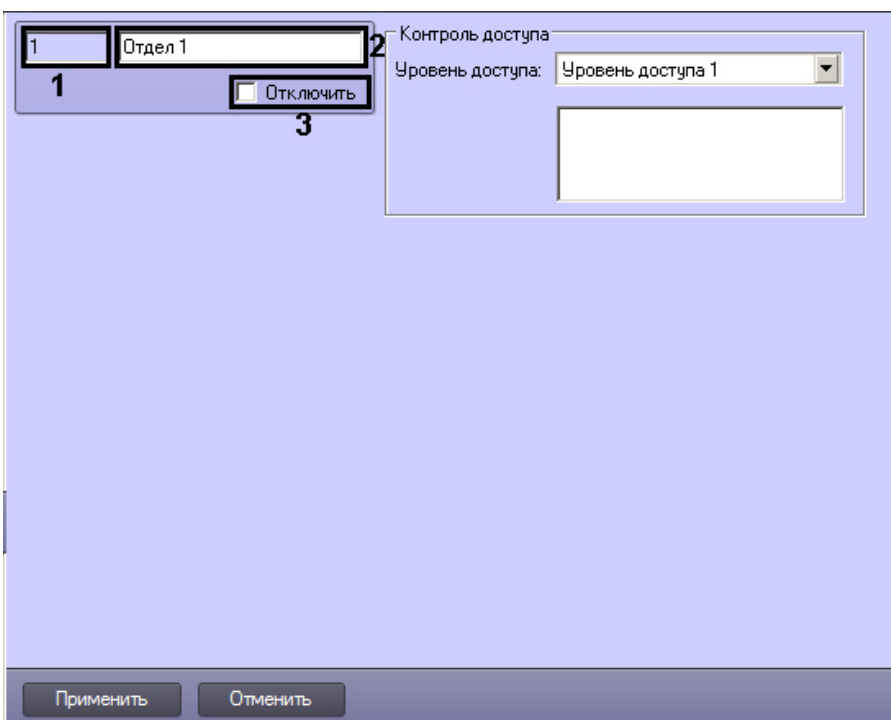 1
Отдел 1
2
1
Отключить
3
Контроль доступа
Уровень доступа:
Уровень доступа 1
Применить
Отменить